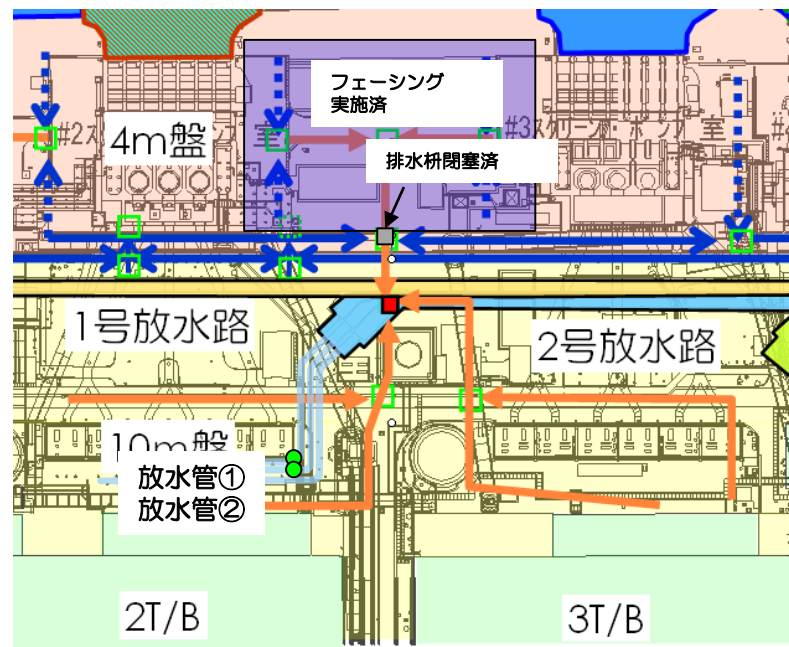 フェーシング
実施済
#2スクリーン・ポンプ室
#3スクリーン・ポンプ室
4m盤
排水枡閉塞済
1号放水路
2号放水路
10m盤
放水管①
放水管②
2T/B
3T/B